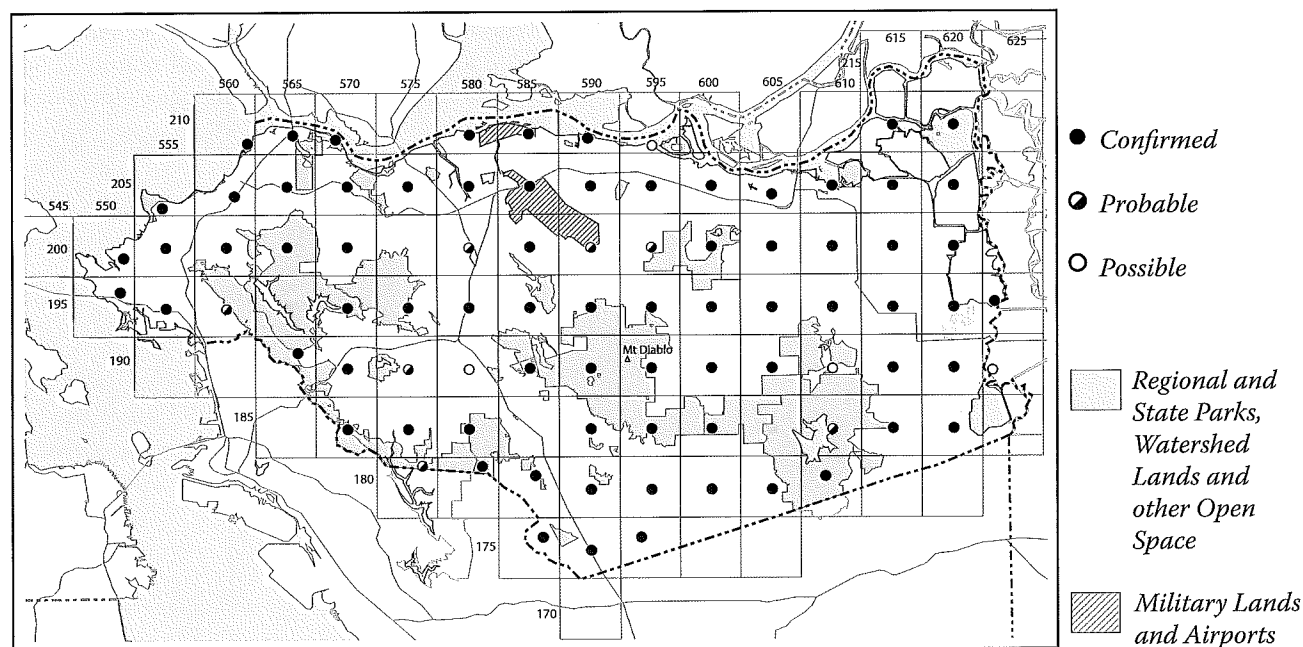 615
620
625
215
560
565
570
575
580
585
590
595
600
605
610
210
555
205
545
550
200
195
190
Mt Diablo
185
180
175
170
Confirmed
Probable
Possible
Regional and
State Parks,
Watershed
Lands and
other Open
Space
Military Lands
and Airports